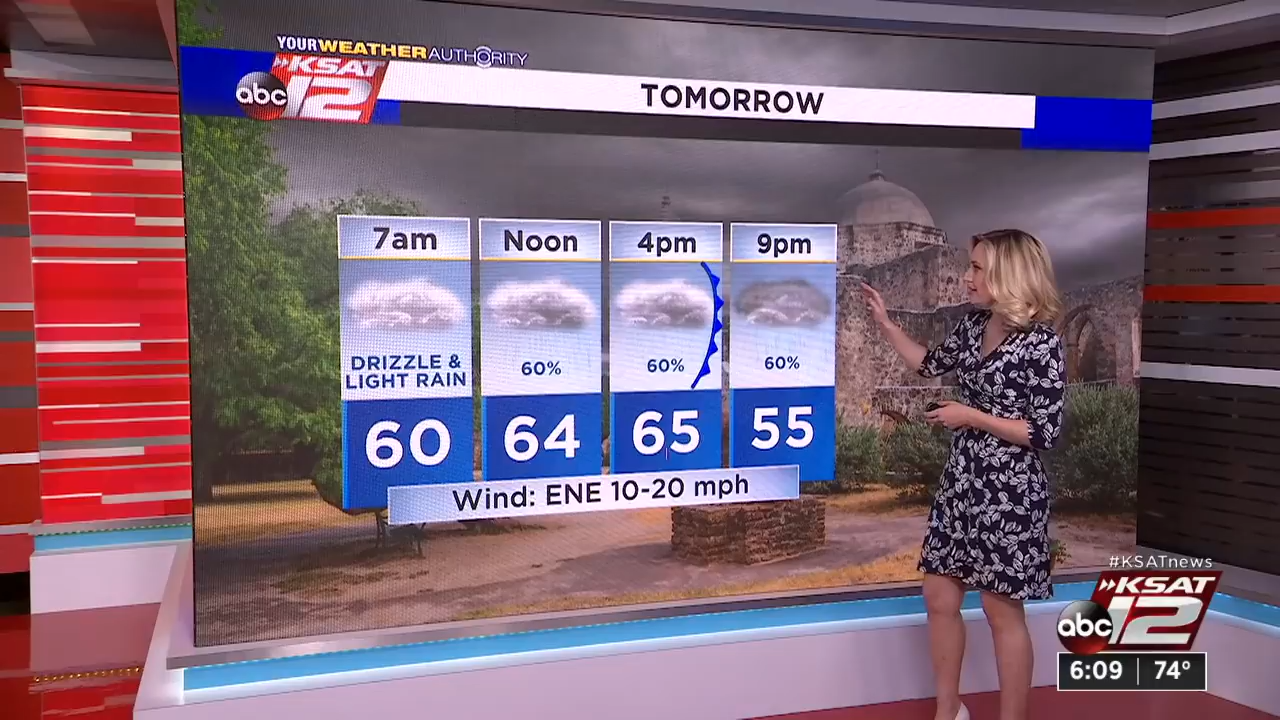 YOUR WEATHER AUTHORITY
KSAT
abc 12
TOMORROW
7am
Noon
4pm
9pm
DRIZZLE &
LIGHT RAIN
60%
60%
60%
60
64
65
55
Wind: ENE 10-20 mph
#KSATnews
KSAT
abc 12
6:09
74°